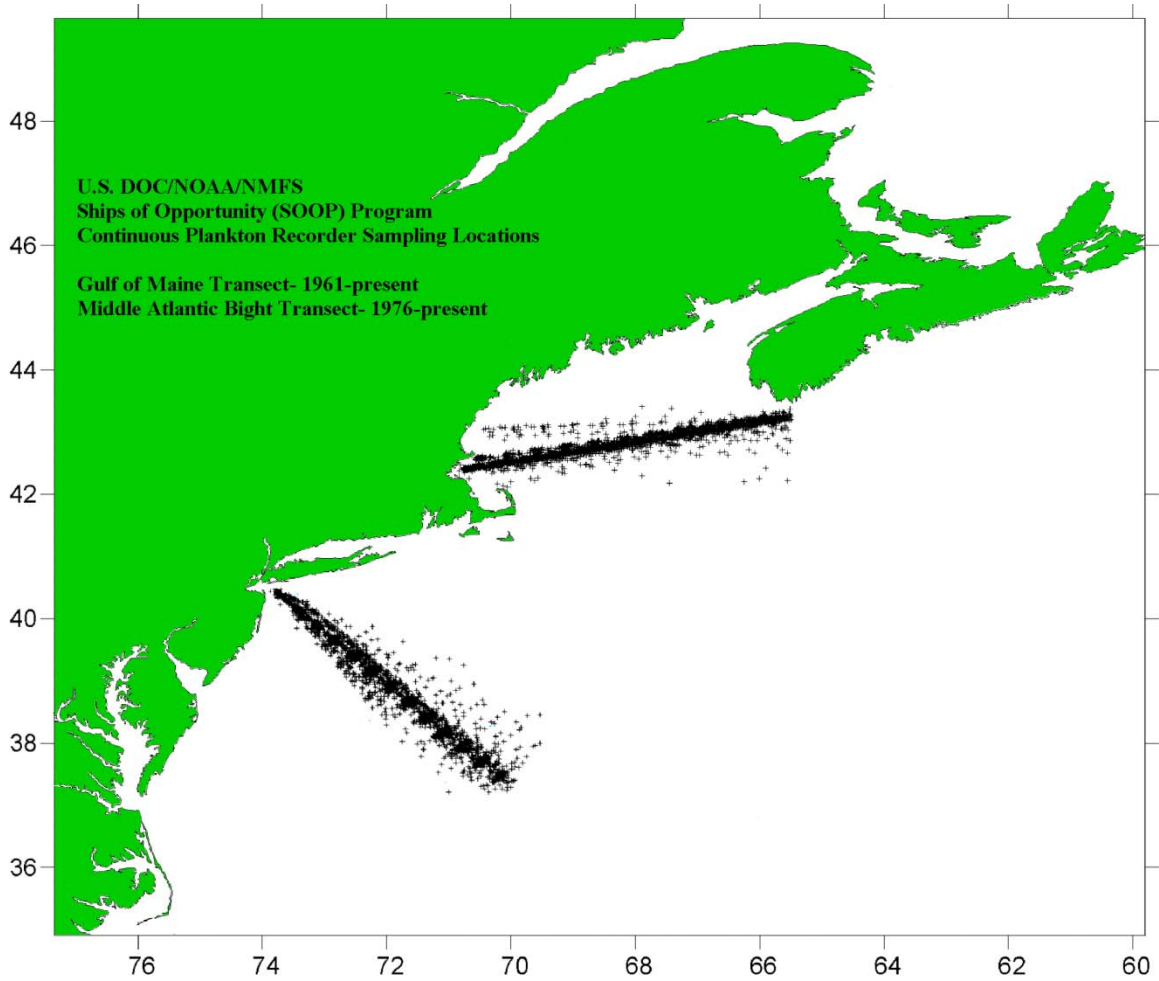 U.S. DOC/NOAA/NMFS
Ships of Opportunity (SOOP) Program
Continuous Plankton Recorder Sampling Locations
Gulf of Maine Transect- 1961-present
Middle Atlantic Bight Transect- 1976-present
48
46
44
42
40
38
36
76 74 72 70 68 66 64 62 60